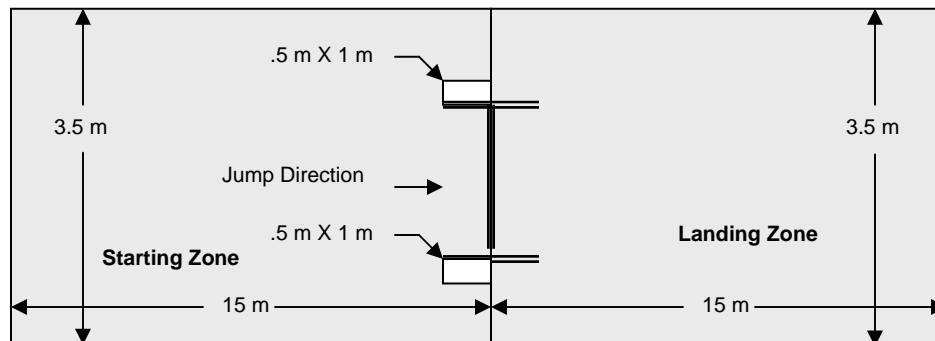 .5 m X 1 m
3.5 m
3.5 m
Jump Direction
.5 m X 1 m
Landing Zone
Starting Zone
15 m
15 m